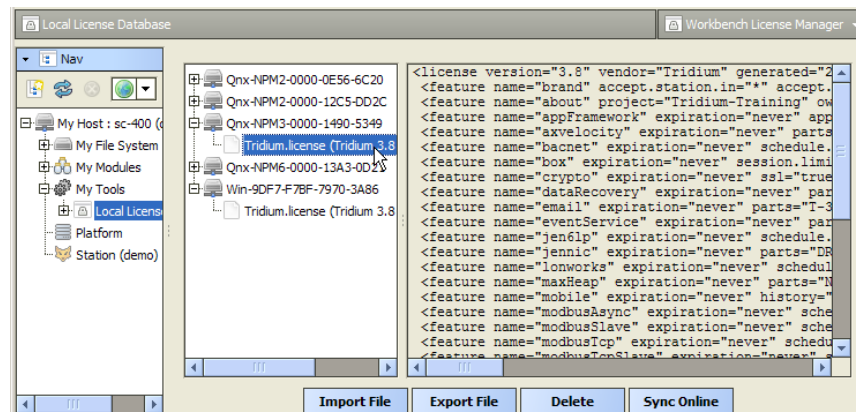 Local License Database
Workbench License Manager
Nav
My Host : sc-400 (
My File System
My Modules
My Tools
Local Licens
Platform
Station (demo)
Qnx-NPM2-0000-0E56-6C20
Qnx-NPM2-0000-12C5-DD2C
Qnx-NPM3-0000-1490-5349
Tridium.license (Tridium 3.8
Qnx-NPM6-0000-13A3-0D2
Win-9DF7-F7BF-7970-3A86
Tridium.license (Tridium 3.8
<license version="3.8" vendor="Tridium" generated="2
<feature name="brand" accept.station.in="*" accept.
<feature name="about" project="Tridium-Training" ow
<feature name="appFramework" expiration="never" app
<feature name="axvelocity" expiration="never" parts
<feature name="bacnet" expiration="never" schedule.
<feature name="box" expiration="never" session.limi
<feature name="crypto" expiration="never" ssl="true
<feature name="dataRecovery" expiration="never" par
<feature name="email" expiration="never" parts="T-3
<feature name="eventService" expiration="never" par
<feature name="jen6lp" expiration="never" schedule.
<feature name="jennic" expiration="never" parts="DR
<feature name="lonworks" expiration="never" schedul
<feature name="maxHeap" expiration="never" parts="N
<feature name="mobile" expiration="never" history="
<feature name="modbusAsync" expiration="never" sche
<feature name="modbusSlave" expiration="never" sche
<feature name="modbusTcp" expiration="never" schedu
<feature name="modbusTcpSlave" expiration="never" s
Import File
Export File
Delete
Sync Online